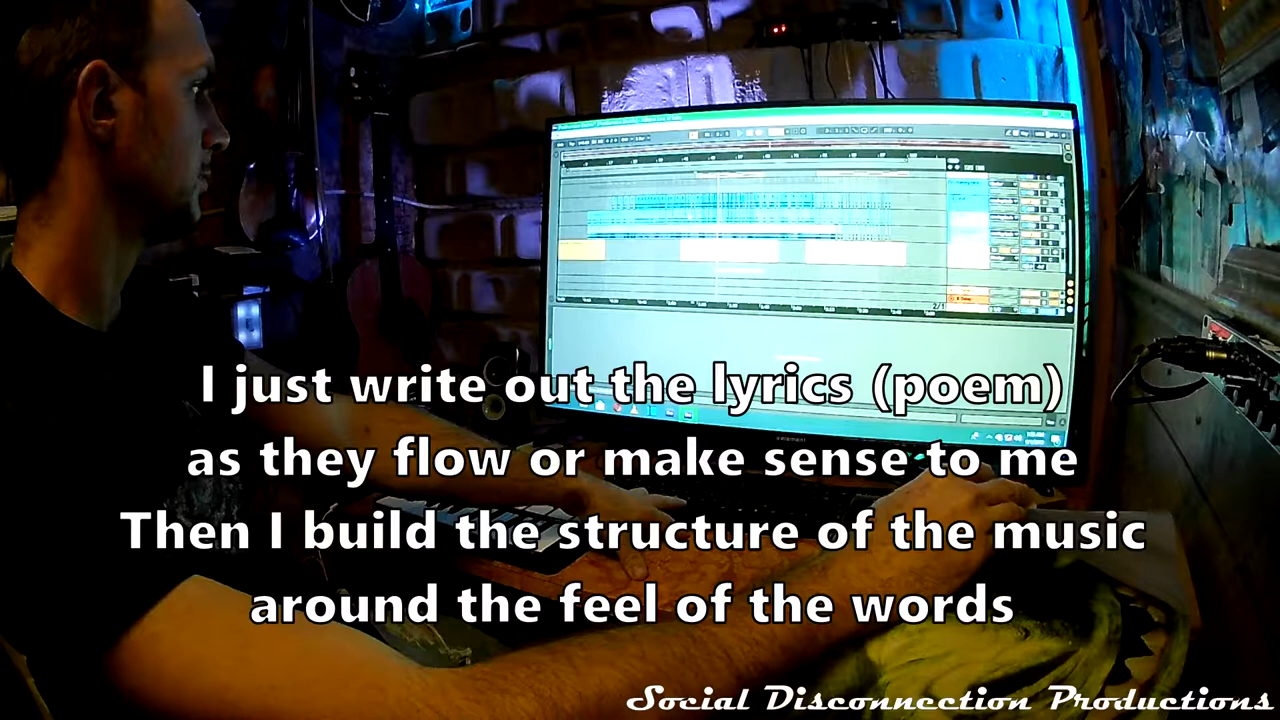 I just write out the lyrics (poem)
as they flow or make sense to me
Then I build the structure of the music
around the feel of the words
Social Disconnection Productions